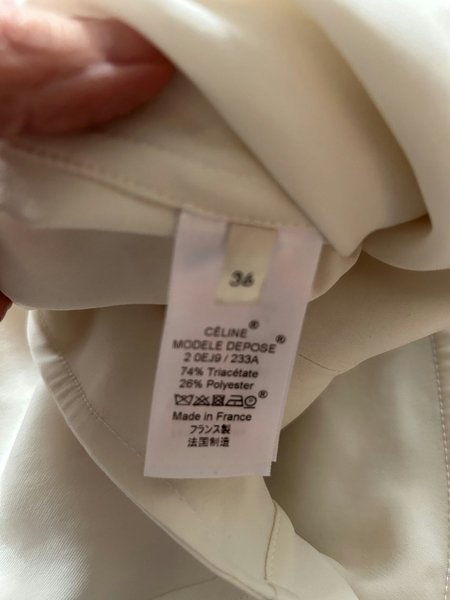 36
CÉLINE®
MODELE DEPOSE®
2 0EJ9 / 233A
74% Triacétate
26% Polyester
Made in France
フランス製
法国制造